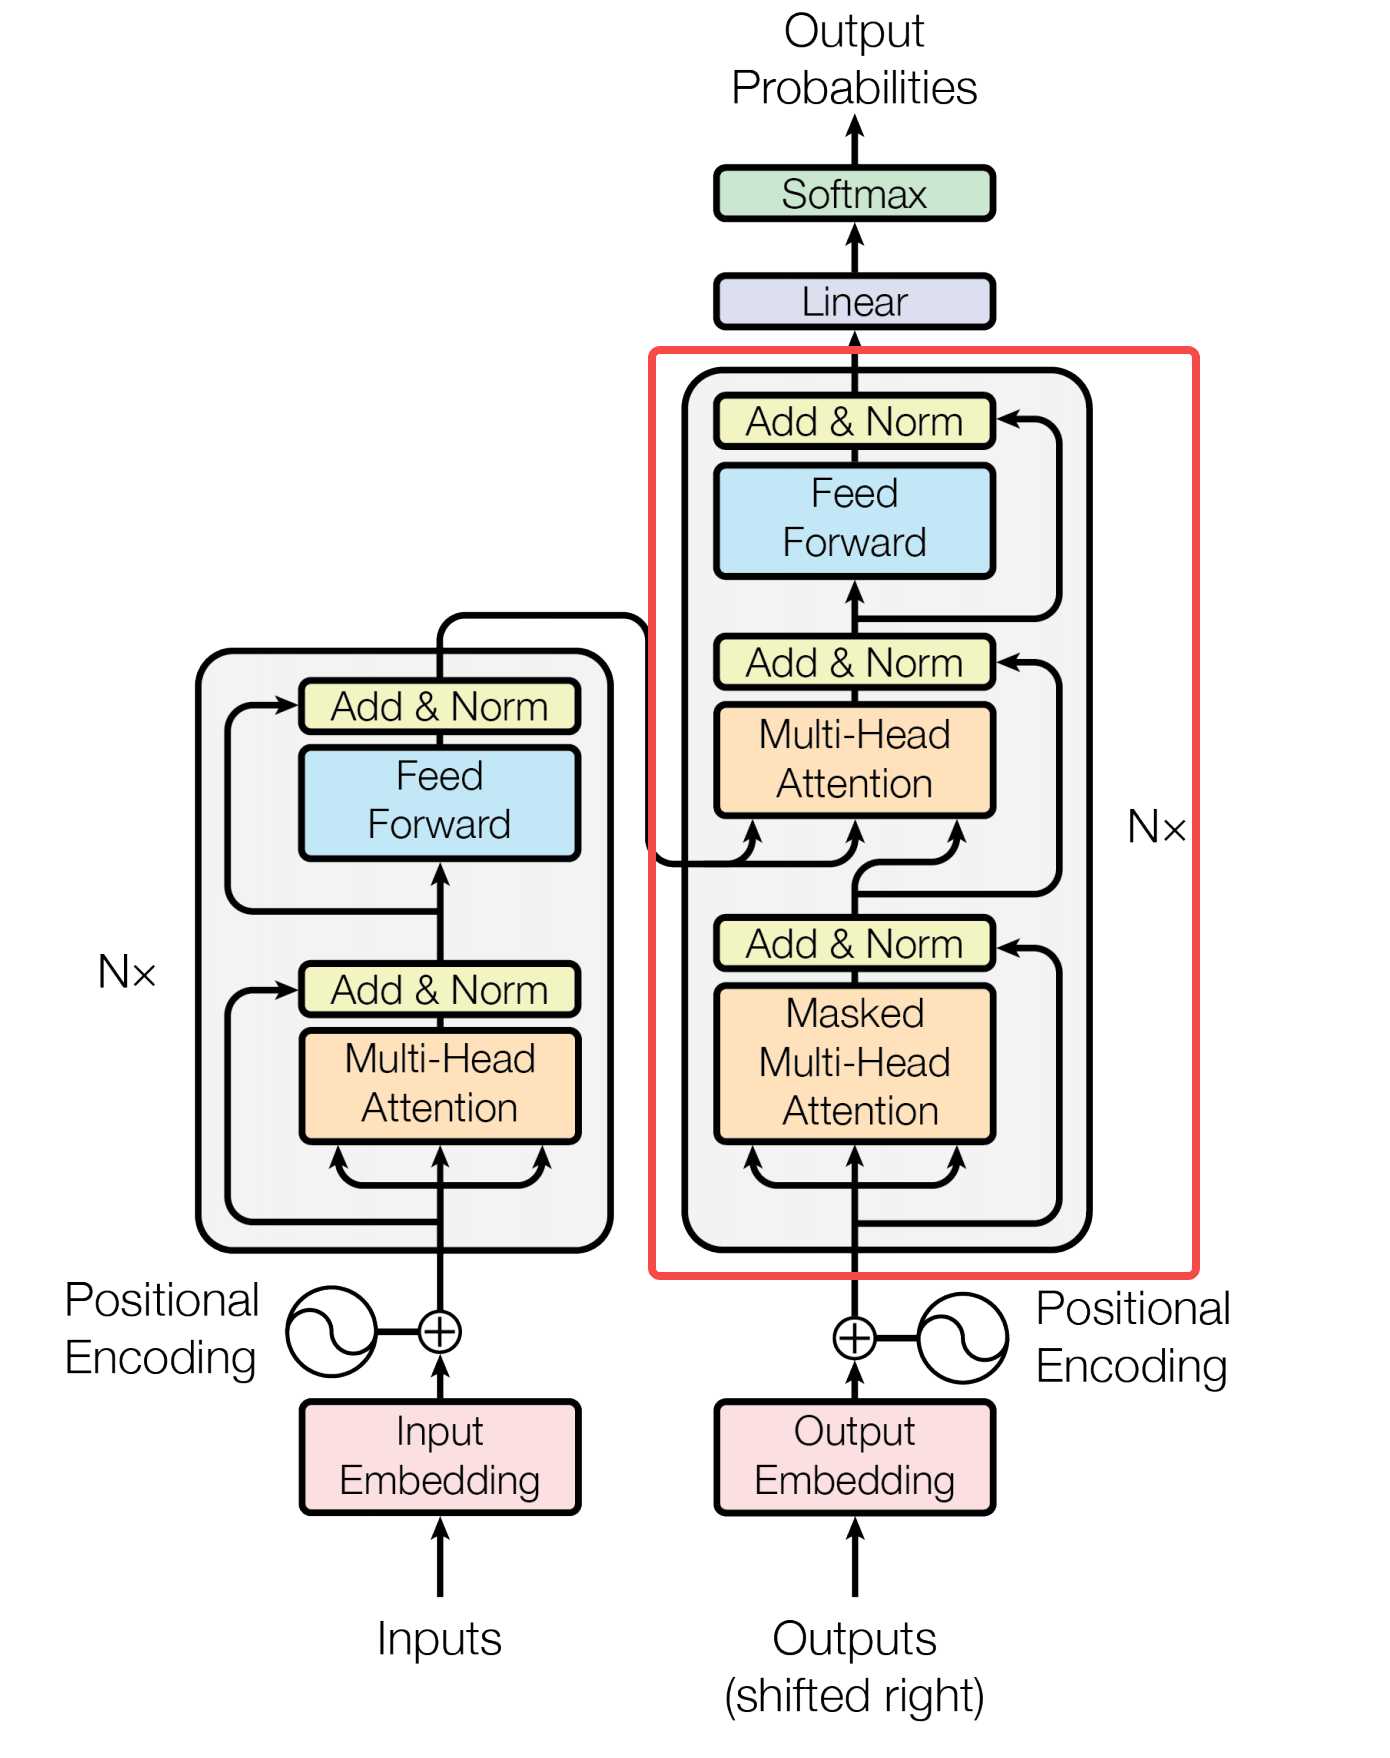 Output
Probabilities
Softmax
Linear
Add & Norm
Feed
Forward
Add & Norm
Multi-Head
Attention
Nx
Add & Norm
Masked
Multi-Head
Attention
Add & Norm
Feed
Forward
Nx
Add & Norm
Multi-Head
Attention
Positional
Encoding
Positional
Encoding
Input
Embedding
Output
Embedding
Inputs
Outputs
(shifted right)